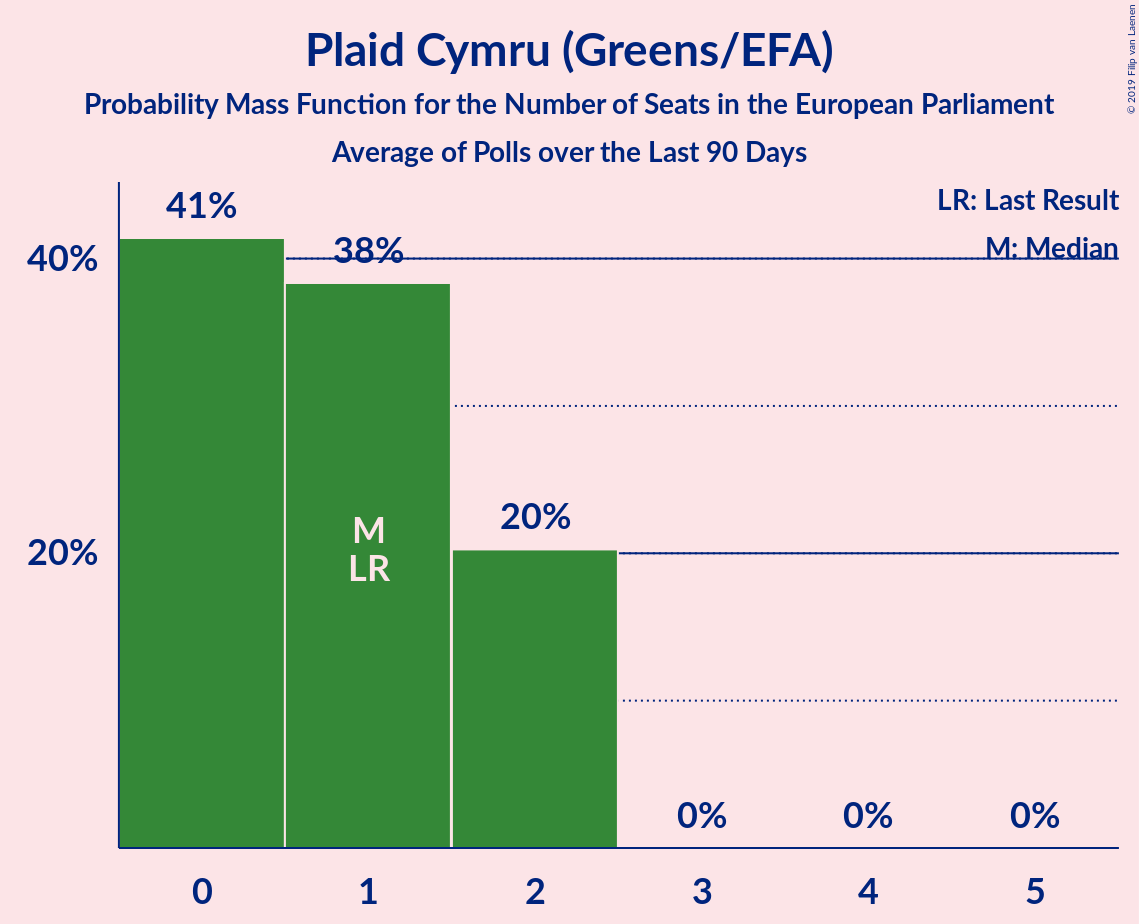 Plaid Cymru (Greens/EFA)
Probability Mass Function for the Number of Seats in the European Parliament
Average of Polls over the Last 90 Days
© 2019 Filip van Laenen
LR: Last Result
M: Median
41%
38%
40%
M
LR
20%
20%
0% 0% 0%
0 1 2 3 4 5